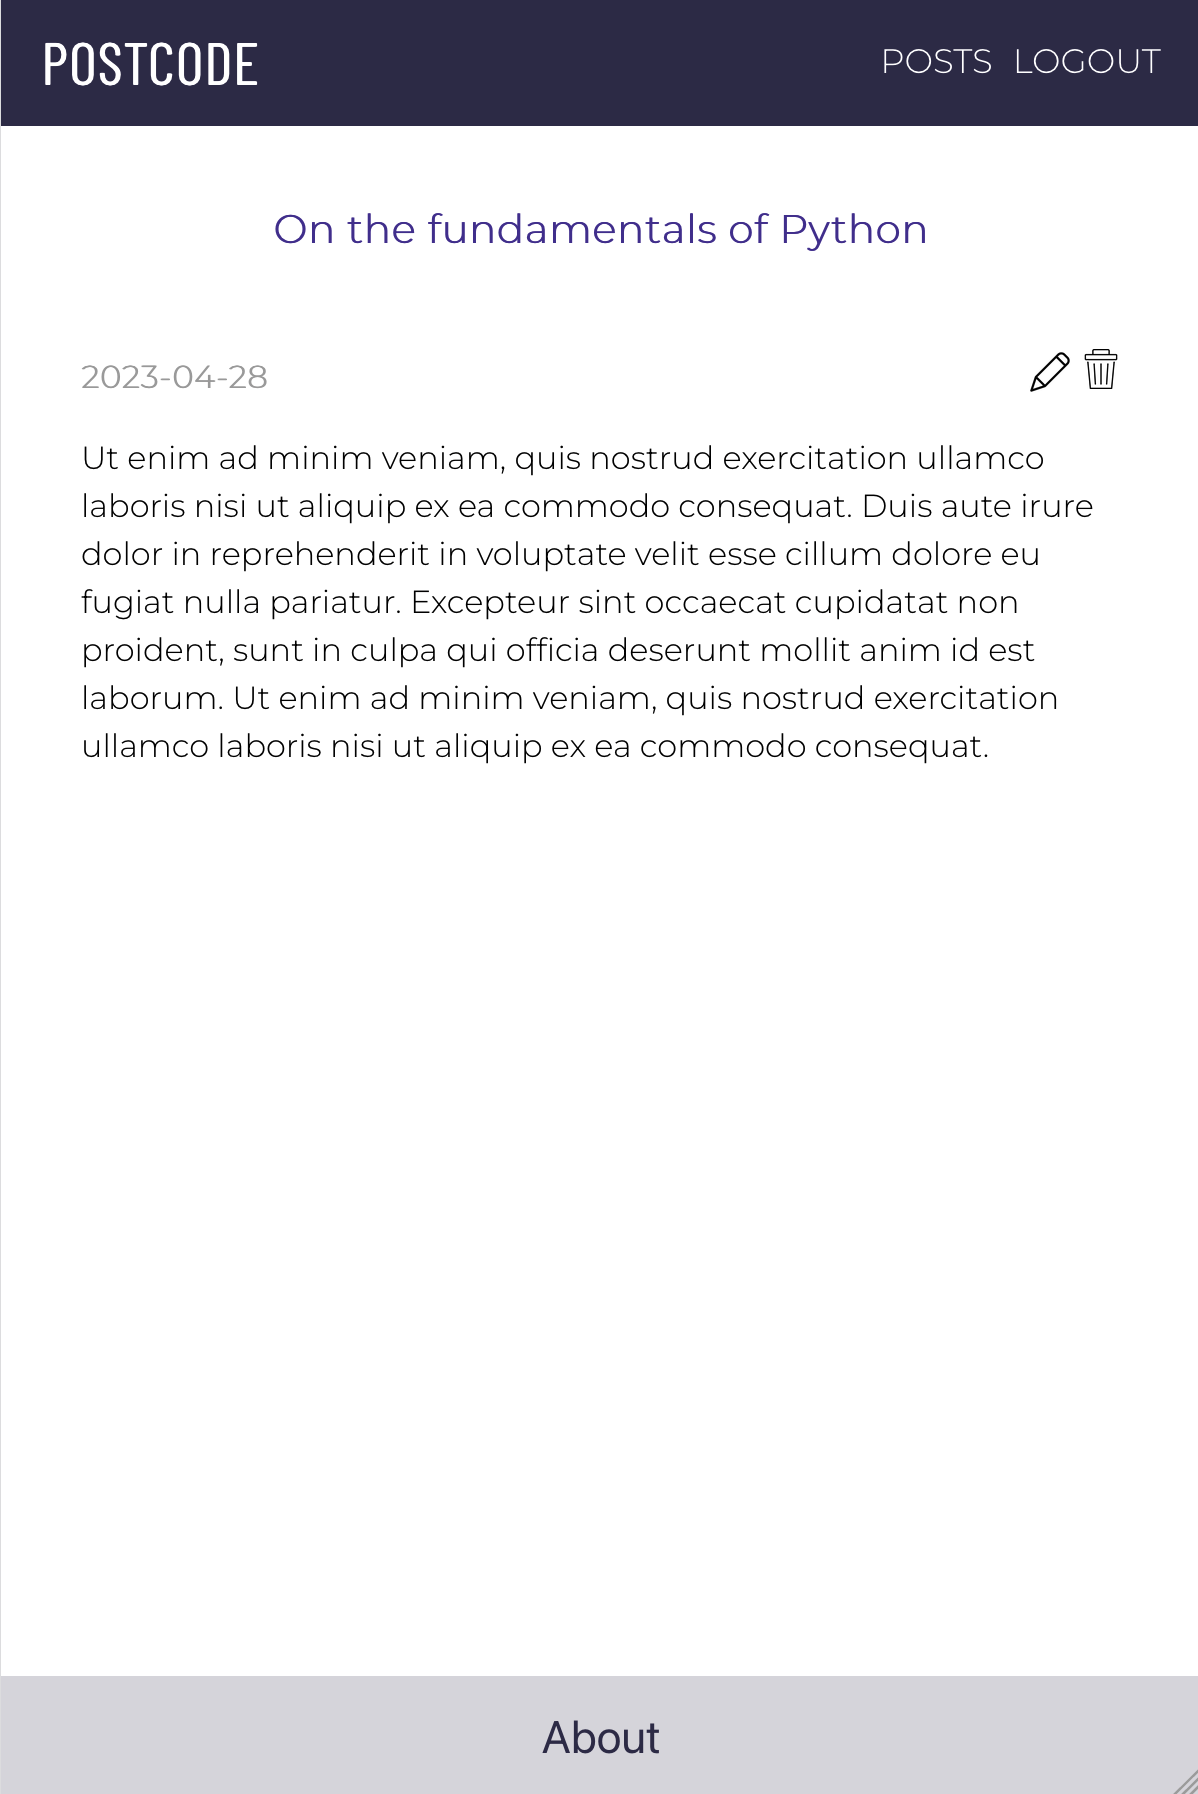 POSTCODE
POSTS LOGOUT
On the fundamentals of Python
2023-04-28
Ut enim ad minim veniam, quis nostrud exercitation ullamco
laboris nisi ut aliquip ex ea commodo consequat. Duis aute irure
dolor in reprehenderit in voluptate velit esse cillum dolore eu
fugiat nulla pariatur. Excepteur sint occaecat cupidatat non
proident, sunt in culpa qui officia deserunt mollit anim id est
laborum. Ut enim ad minim veniam, quis nostrud exercitation
ullamco laboris nisi ut aliquip ex ea commodo consequat.
About